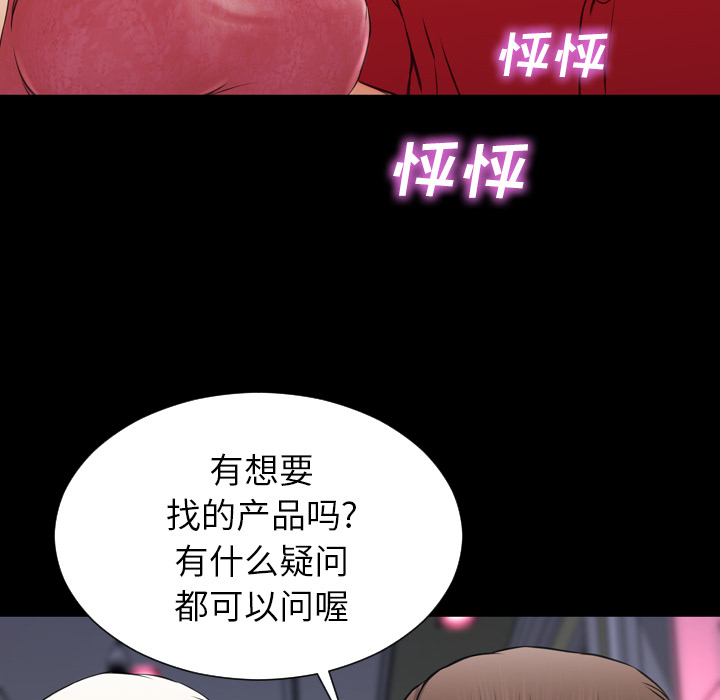 怦怦
怦怦
有想要
找的产品吗?
有什么疑问
都可以问喔